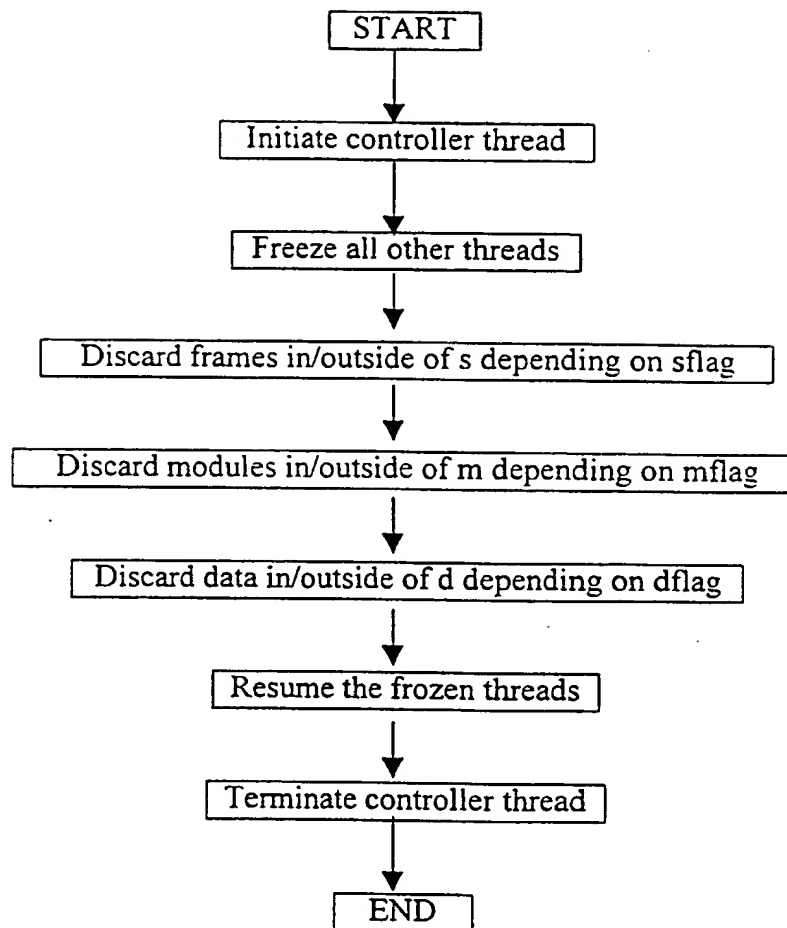 START
Initiate controller thread
Freeze all other threads
Discard frames in/outside of s depending on sflag
Discard modules in/outside of m depending on mflag
Discard data in/outside of d depending on dflag
Resume the frozen threads
Terminate controller thread
END